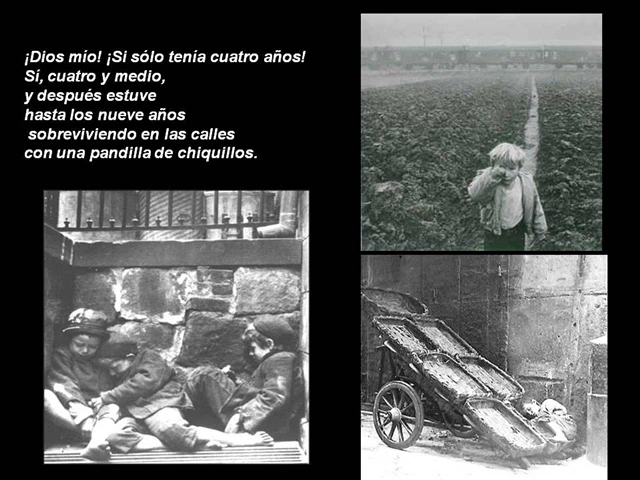 ¡Dios mío! ¡Si sólo tenía cuatro años!
Sí, cuatro y medio,
y después estuve
hasta los nueve años
sobreviviendo en las calles
con una pandilla de chiquillos.